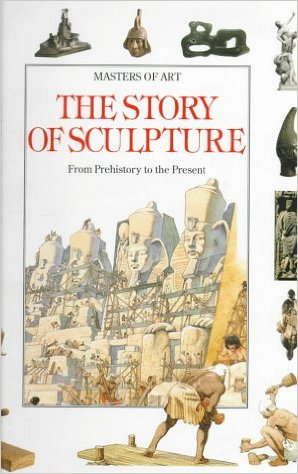 MASTERS OF ART
THE STORY
OF SCULPTURE
From Prehistory to the Present